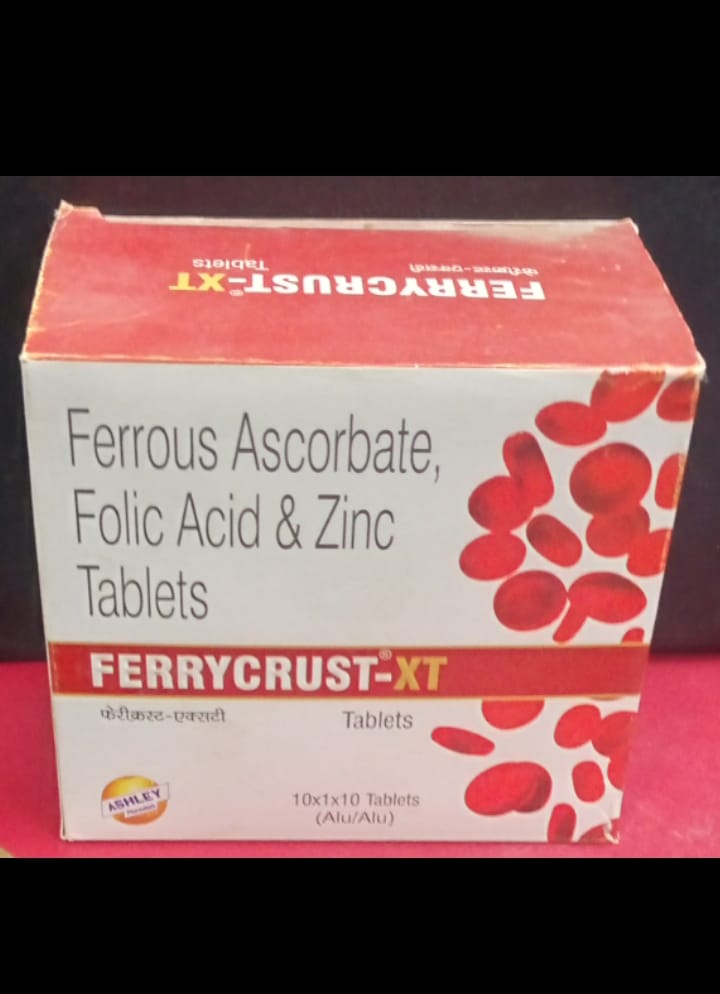 FERRYCRUST-XT®
फेरीक्रस्ट-एक्सटी Tablets
Ferrous Ascorbate,
Folic Acid & Zinc
Tablets
FERRYCRUST®-XT
फेरीक्रस्ट-एक्सटी Tablets
ASHLEY
10x1x10 Tablets
(Alu/Alu)